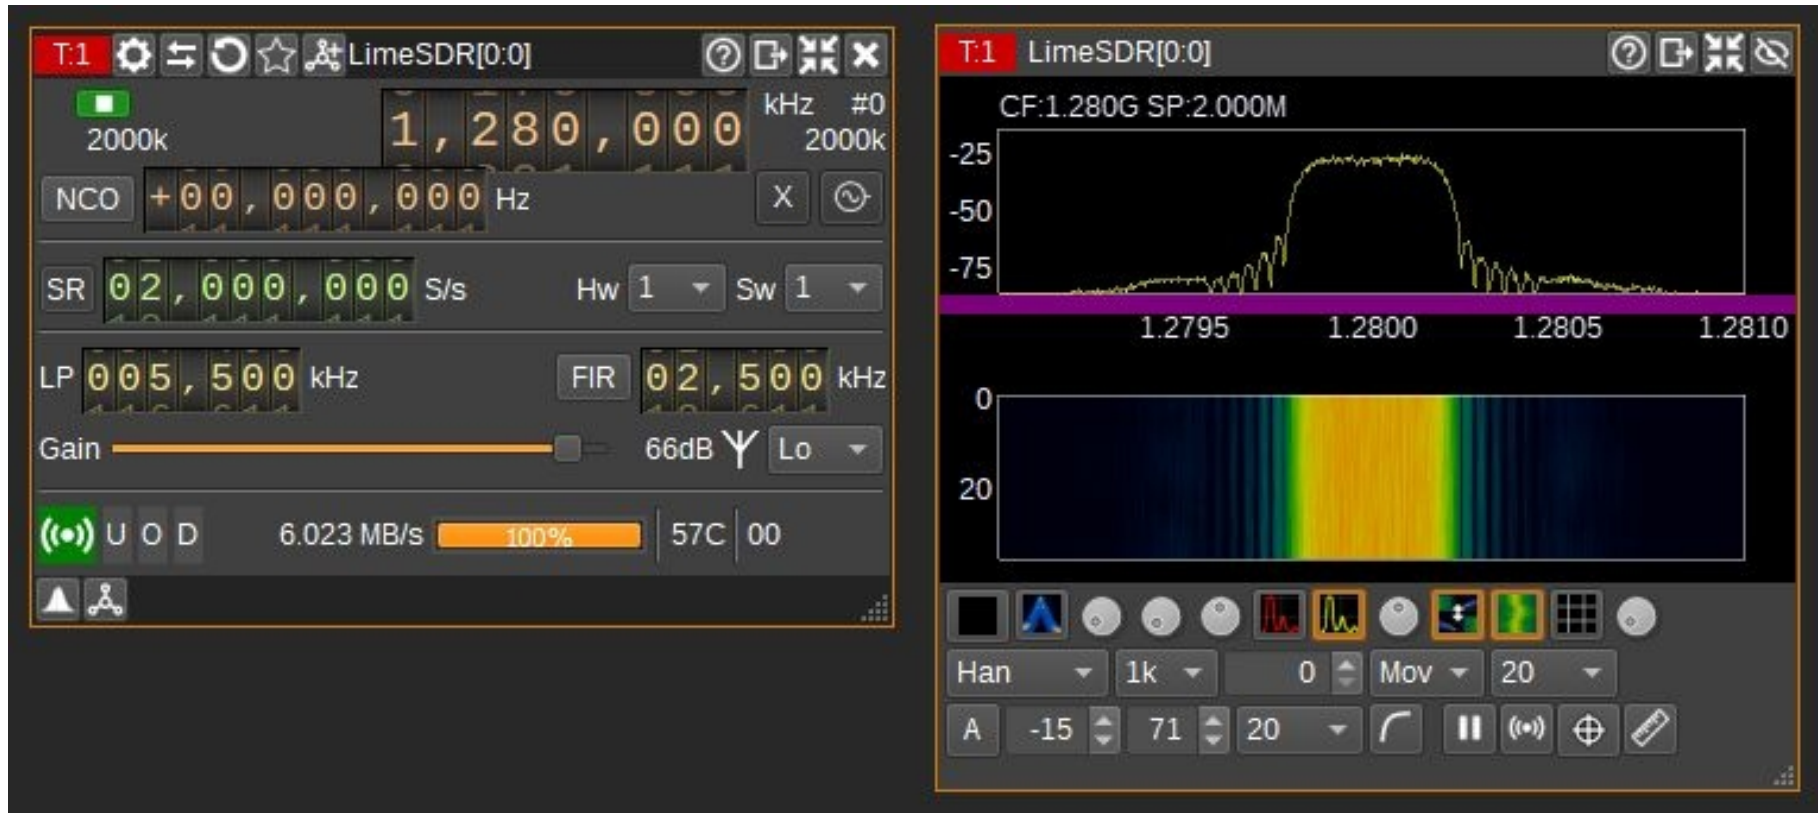 T:1 LimeSDR[0:0]
1,280,000 kHz #0
2000k 2000k
NCO +00,000,000 Hz X
SR 02,000,000 S/s Hw 1 Sw 1
LP 005,500 kHz FIR 02,500 kHz
Gain 66dB Lo
U O D 6.023 MB/s 100% 57C 00
T:1 LimeSDR[0:0]
CF:1.280G SP:2.000M
-25
-50
-75
1.2795 1.2800 1.2805 1.2810
0
20
Han 1k 0 Mov 20
A -15 71 20